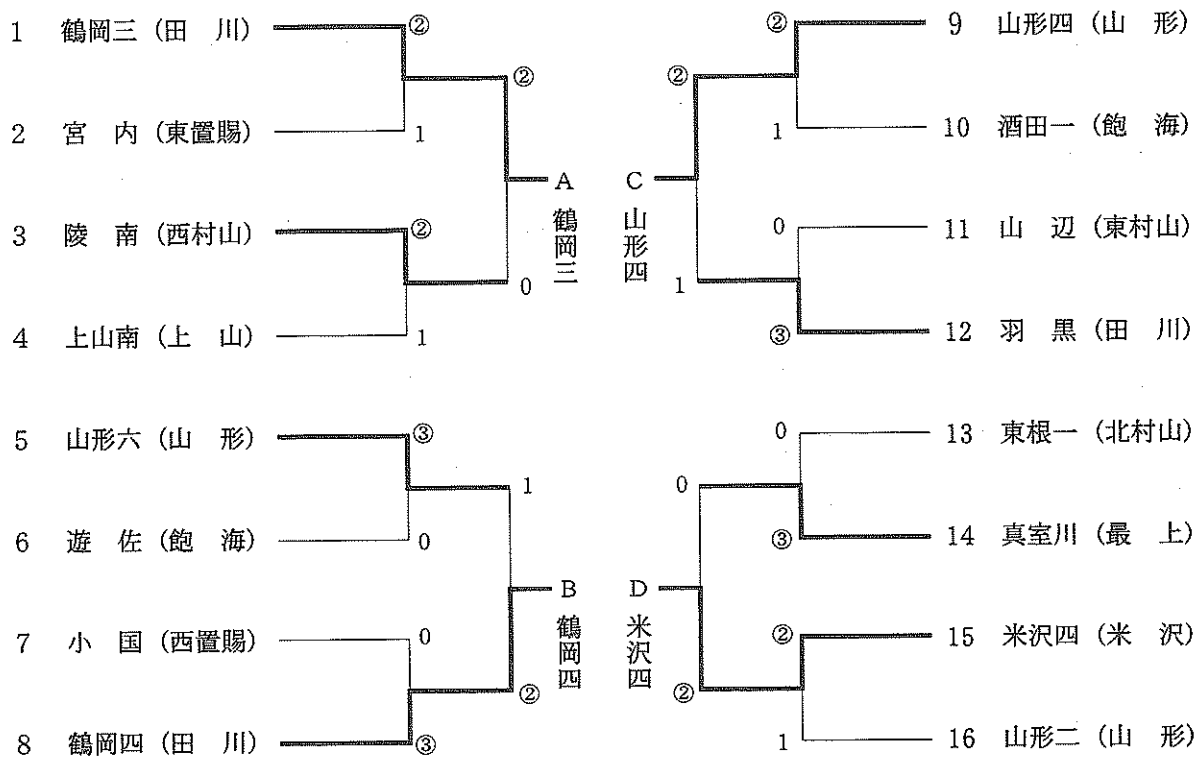 1 鶴岡三（田　川） ②
②
2 宮　内（東置賜） 1
A 鶴岡三
3 陵　南（西村山） ②
0
4 上山南（上　山） 1
5 山形六（山　形） ③
1
6 遊　佐（飽　海） 0
B 鶴岡四
7 小　国（西置賜） 0
②
8 鶴岡四（田　川） ③
② 9 山形四（山　形）
②
1 10 酒田一（飽　海）
C 山形四
0 11 山　辺（東村山）
1
③ 12 羽　黒（田　川）
0 13 東根一（北村山）
0
③ 14 真室川（最　上）
D 米沢四
② 15 米沢四（米　沢）
②
1 16 山形二（山　形）